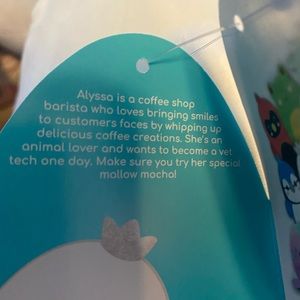 Alyssa is a coffee shop
barista who loves bringing smiles
to customers faces by whipping up
delicious coffee creations. She's an
animal lover and wants to become a vet
tech one day. Make sure you try her special
mallow mocha!